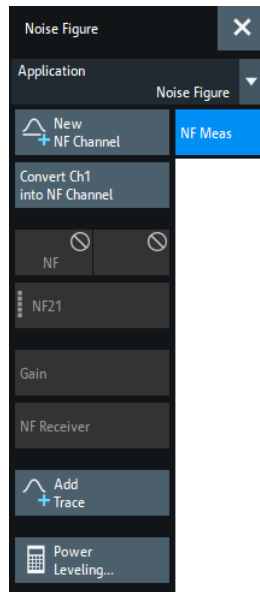 Noise Figure
Application
Noise Figure
New
NF Channel
NF Meas
Convert Ch1
into NF Channel
NF
NF21
Gain
NF Receiver
Add
Trace
Power
Leveling...